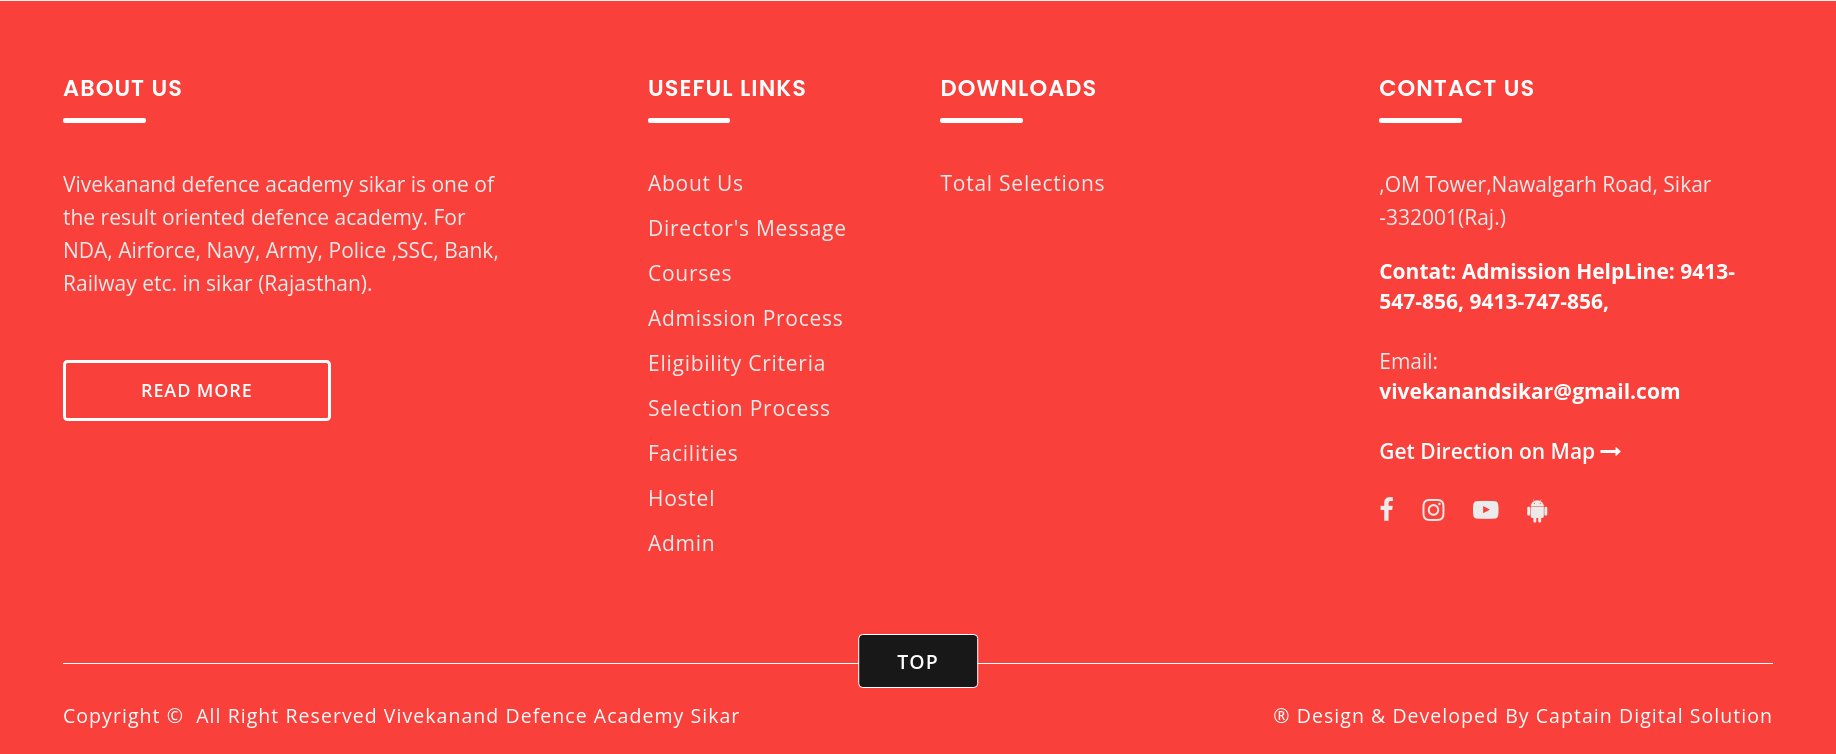 ABOUT US
Vivekanand defence academy sikar is one of
the result oriented defence academy. For
NDA, Airforce, Navy, Army, Police ,SSC, Bank,
Railway etc. in sikar (Rajasthan).
READ MORE
USEFUL LINKS
About Us
Director's Message
Courses
Admission Process
Eligibility Criteria
Selection Process
Facilities
Hostel
Admin
DOWNLOADS
Total Selections
CONTACT US
,OM Tower,Nawalgarh Road, Sikar
-332001(Raj.)
Contat: Admission HelpLine: 9413-
547-856, 9413-747-856,
Email:
vivekanandsikar@gmail.com
Get Direction on Map
TOP
Copyright © All Right Reserved Vivekanand Defence Academy Sikar
® Design & Developed By Captain Digital Solution